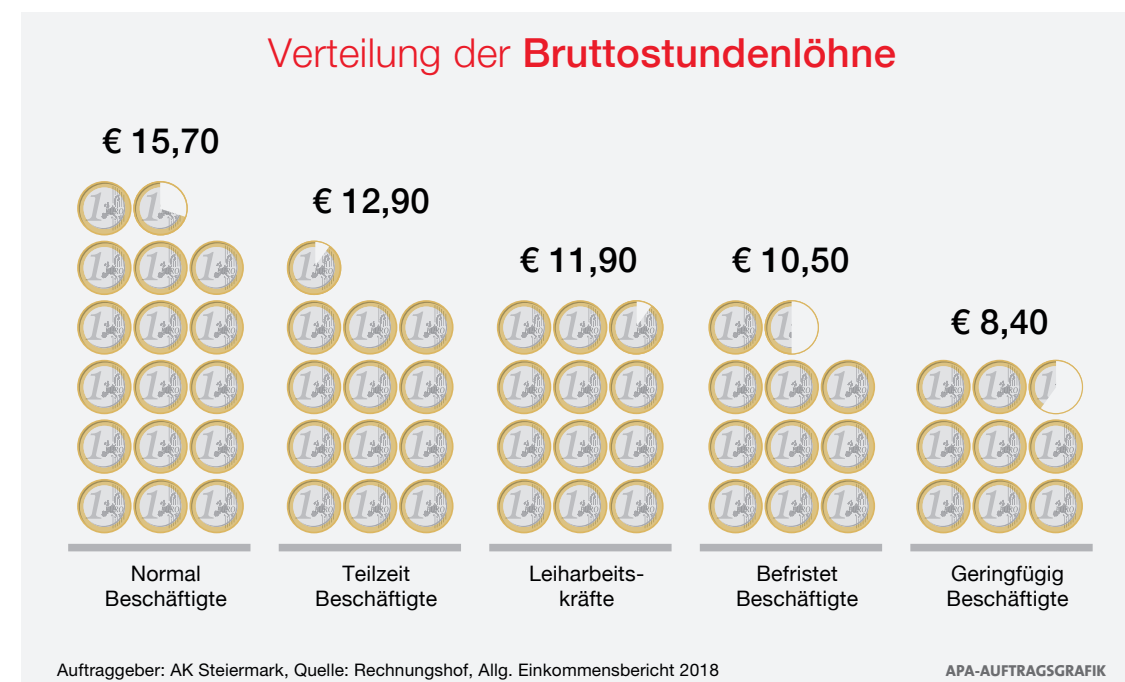 Verteilung der Bruttostundenlöhne
€ 15,70
€ 12,90
€ 11,90
€ 10,50
€ 8,40
Normal
Beschäftigte
Teilzeit
Beschäftigte
Leiharbeits-
kräfte
Befristet
Beschäftigte
Geringfügig
Beschäftigte
Auftraggeber: AK Steiermark, Quelle: Rechnungshof, Allg. Einkommensbericht 2018
APA-AUFTRAGSGRAFIK